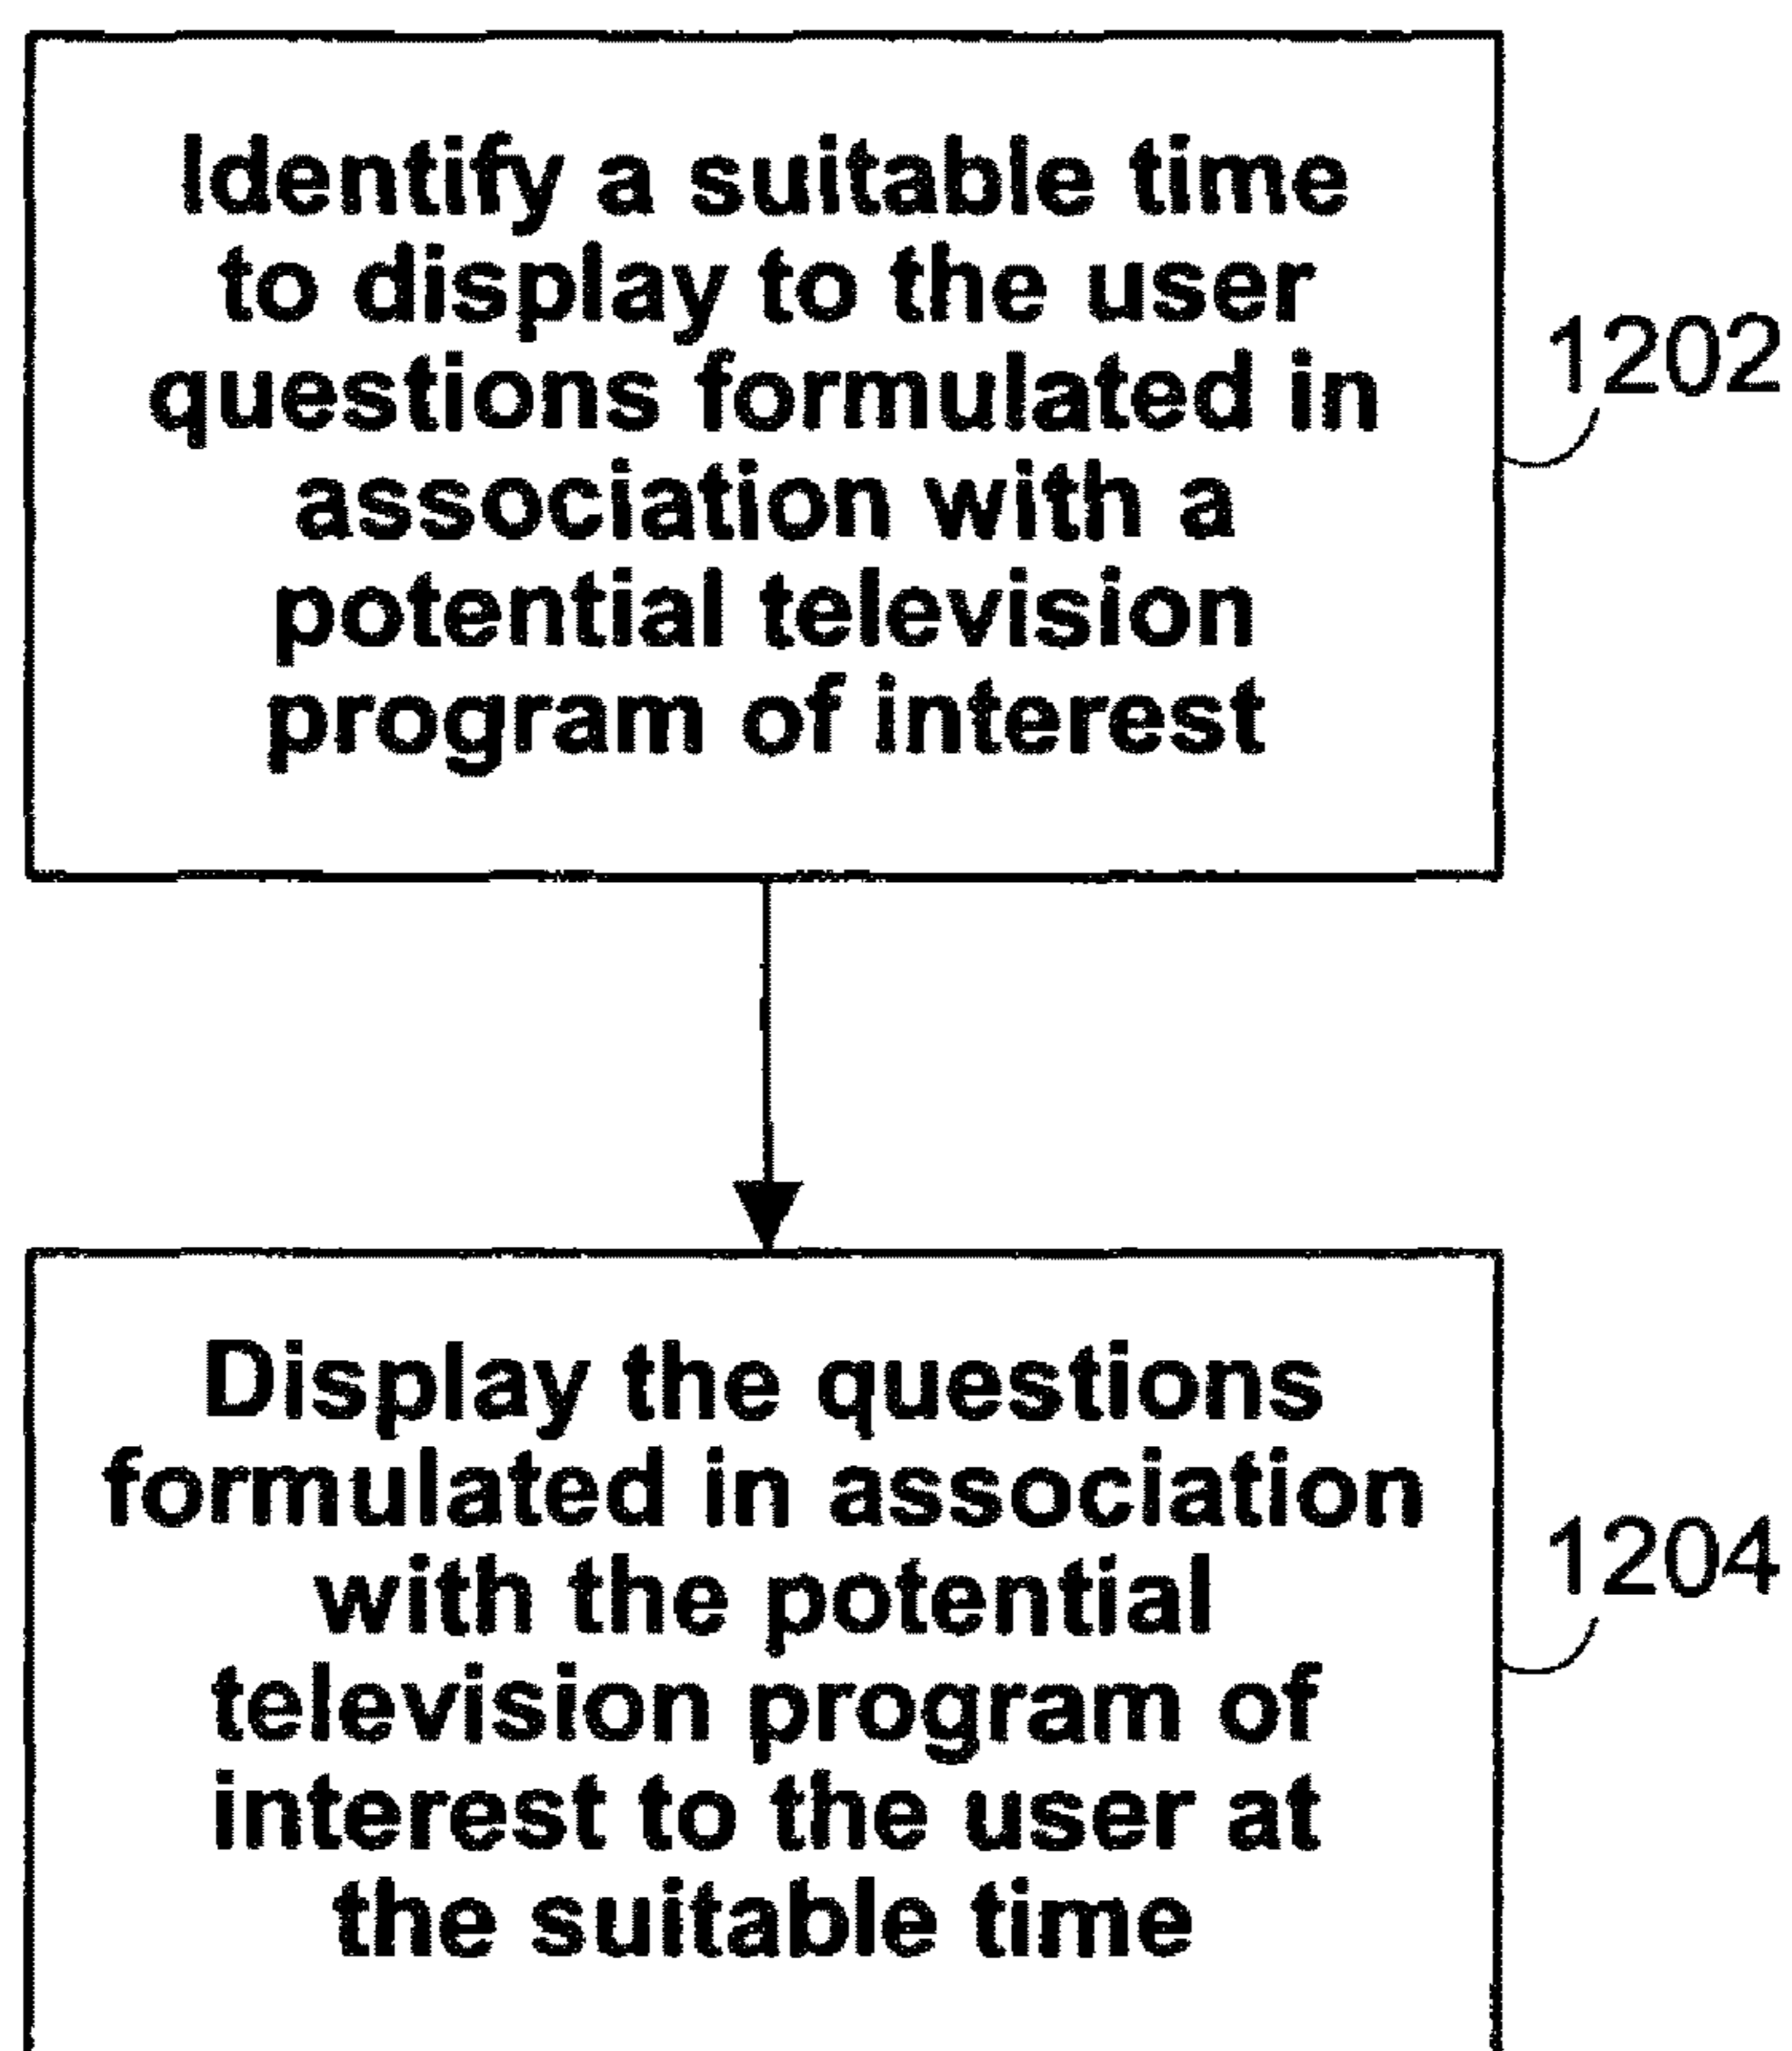 Identify a suitable time
to display to the user
questions formulated in
association with a
potential television
program of interest
1202
Display the questions
formulated in association
with the potential
television program of
interest to the user at
the suitable time
1204